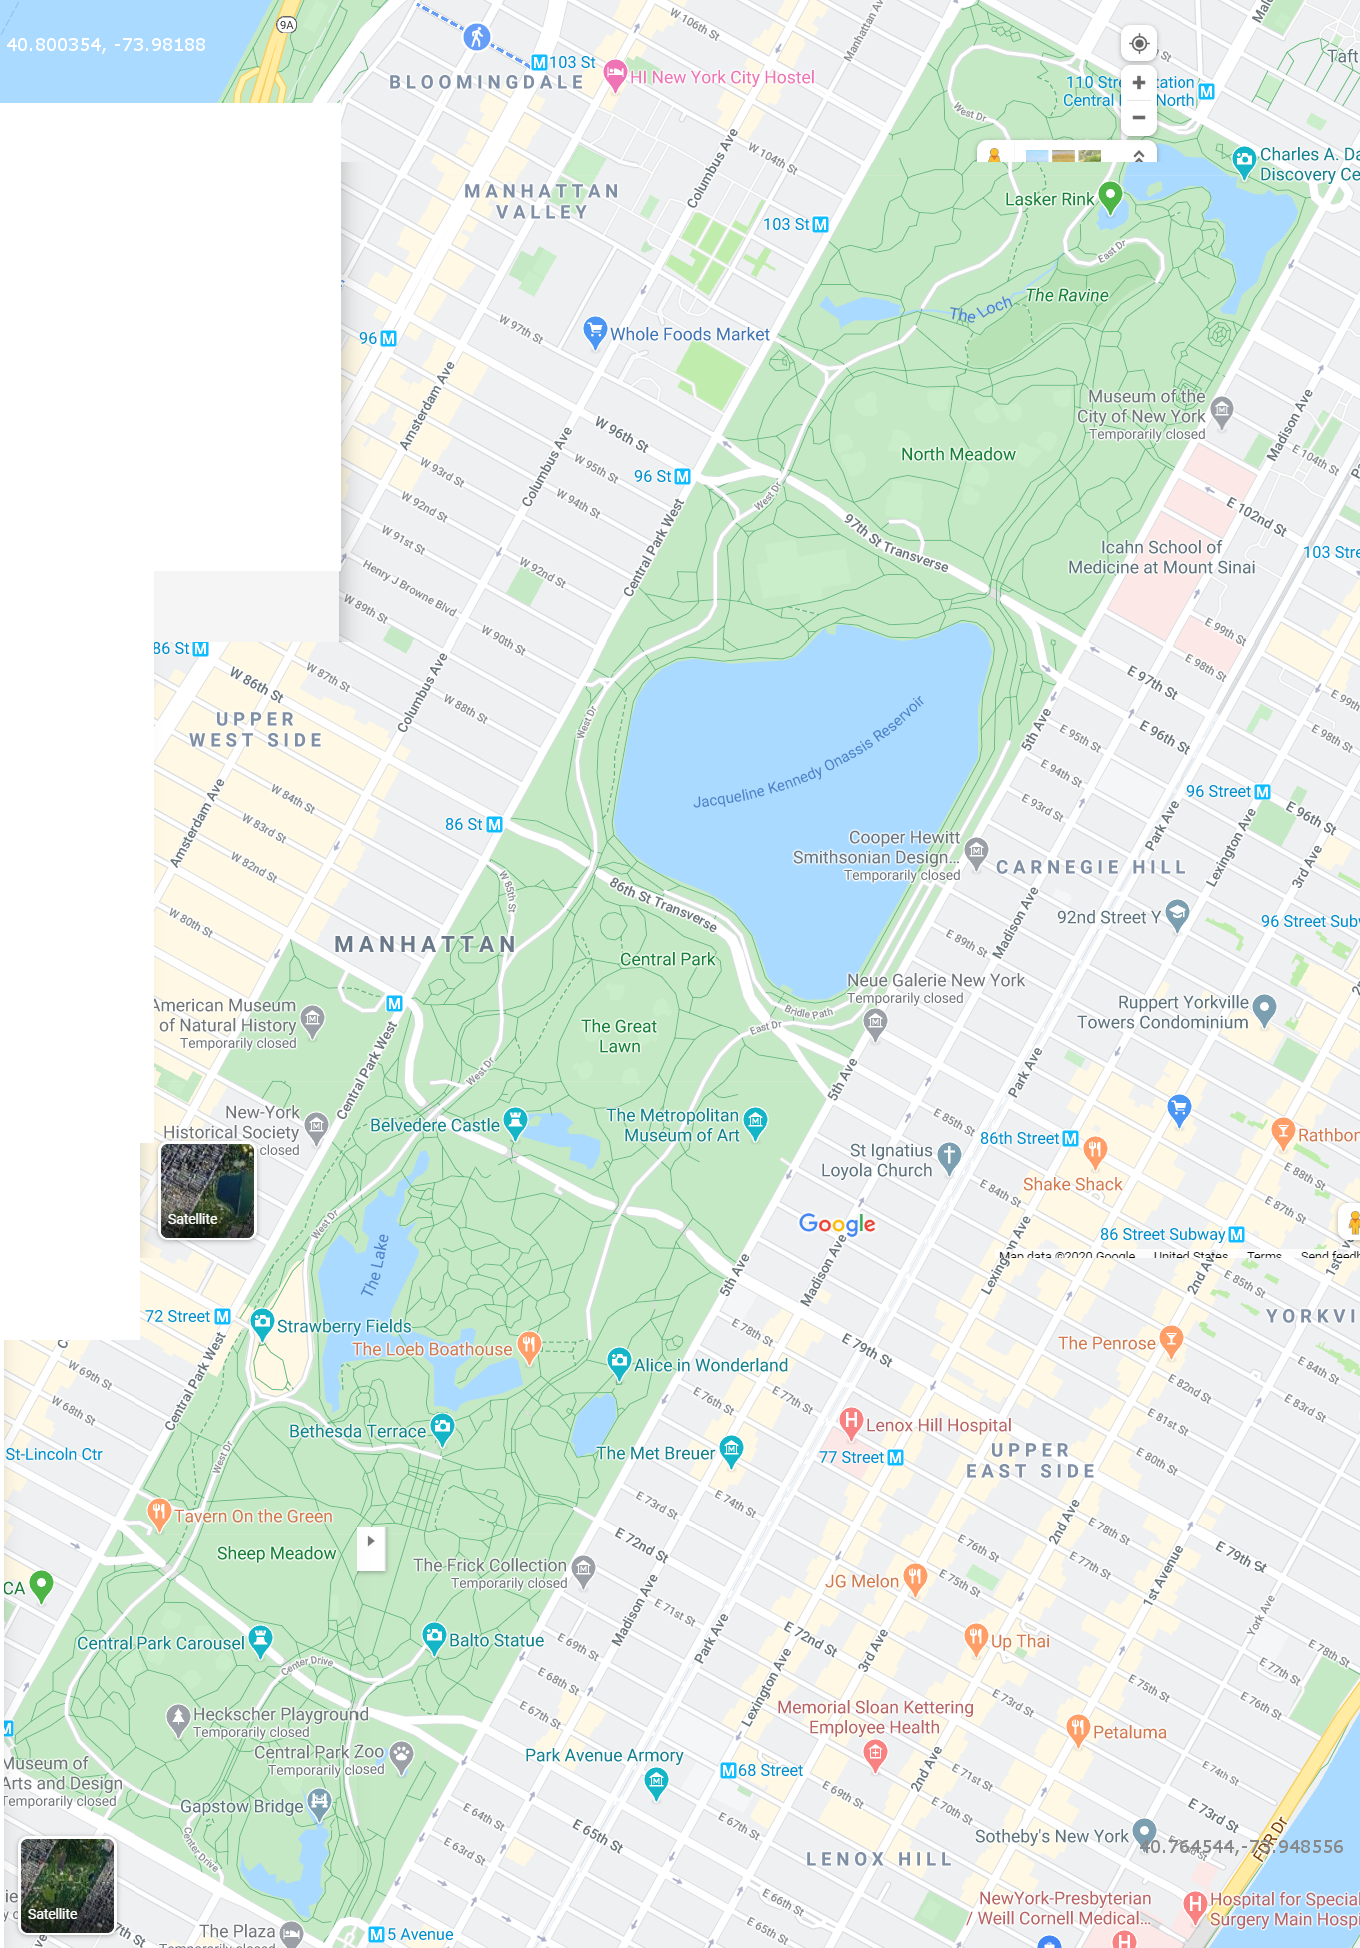 9A
40.800354, -73.98188
BLOOMINGDALE
103 St
HI New York City Hostel
W 106th St
Manhattan Av
110 Stre
tation
Central
North
Taft
Charles A. Da
Discovery Ce
West Dr
W 104th St
Columbus Ave
MANHATTAN
VALLEY
103 St
Lasker Rink
East Dr
The Ravine
The Loch
96
W 97th St
Whole Foods Market
Amsterdam Ave
Museum of the
City of New York
Temporarily closed
Madison Ave
W 96th St
North Meadow
E 104th St
W 93rd St
W 95th St
96 St
Columbus Ave
W 94th St
W 92nd St
West Dr
Central Park West
97th St Transverse
E 102nd St
W 91st St
Icahn School of
Medicine at Mount Sinai
103 Stre
Henry J Browne Blvd
W 92nd St
W 89th St
W 90th St
E 99th St
86 St
W 87th St
W 86th St
E 98th St
E 97th St
W 88th St
Columbus Ave
UPPER
WEST SIDE
West Dr
Jacqueline Kennedy Onassis Reservoir
5th Ave
E 95th St
E 96th St
E 99th
E 98th St
E 94th St
W 84th St
Amsterdam Ave
W 83rd St
86 St
E 93rd St
96 Street
E 96th St
Park Ave
Lexington Ave
3rd Ave
W 82nd St
Cooper Hewitt
Smithsonian Design...
Temporarily closed
CARNEGIE HILL
W 85th St
86th St Transverse
W 80th St
92nd Street Y
96 Street Subw
Madison Ave
E 89th St
MANHATTAN
Central Park
Neue Galerie New York
Temporarily closed
American Museum
of Natural History
Temporarily closed
Bridle Path
East Dr
Ruppert Yorkville
Towers Condominium
The Great
Lawn
Central Park West
West Dr
Park Ave
5th Ave
New-York
Historical Society
closed
Belvedere Castle
The Metropolitan
Museum of Art
E 85th St
86th Street
Rathbor
St Ignatius
Loyola Church
E 84th St
Shake Shack
E 88th St
E 87th St
Satellite
West Dr
The Lake
Google
Madison Ave
Lexington Ave
86 Street Subway
Map data ©2020 Google
United States
Terms
Send feedb
5th Ave
2nd Av
E 85th St
1st
72 Street
Strawberry Fields
The Loeb Boathouse
E 78th St
E 79th St
YORKVI
The Penrose
Central Park West
W 69th St
W 68th St
Alice in Wonderland
E 76th St
E 77th St
E 84th St
E 82nd St
E 83rd St
Bethesda Terrace
Lenox Hill Hospital
E 81st St
St-Lincoln Ctr
West Dr
The Met Breuer
77 Street
UPPER
EAST SIDE
E 80th St
E 73rd St
E 74th St
Tavern On the Green
E 72nd St
2nd Ave
E 78th St
E 79th St
Sheep Meadow
The Frick Collection
Temporarily closed
E 76th St
1st Avenue
CA
JG Melon
E 75th St
Madison Ave
E 71st St
York Ave
Central Park Carousel
Balto Statue
E 69th St
Park Ave
E 72nd St
3rd Ave
Up Thai
E 78th St
Center Drive
E 68th St
Lexington Ave
E 77th St
E 73rd St
E 76th St
Heckscher Playground
Temporarily closed
E 67th St
Memorial Sloan Kettering
Employee Health
Petaluma
Central Park Zoo
Temporarily closed
Park Avenue Armory
68 Street
2nd Ave
E 71st St
E 74th St
Museum of
Arts and Design
Temporarily closed
Gapstow Bridge
E 64th St
E 65th St
E 67th St
E 70th St
E 73rd St
FDR Dr
Sotheby's New York
40.764544,-73.948556
Center Drive
E 63rd St
LENOX HILL
Satellite
E 66th St
NewYork-Presbyterian
/ Weill Cornell Medical...
Hospital for Special
Surgery Main Hospi
The Plaza
5 Avenue
E 65th St